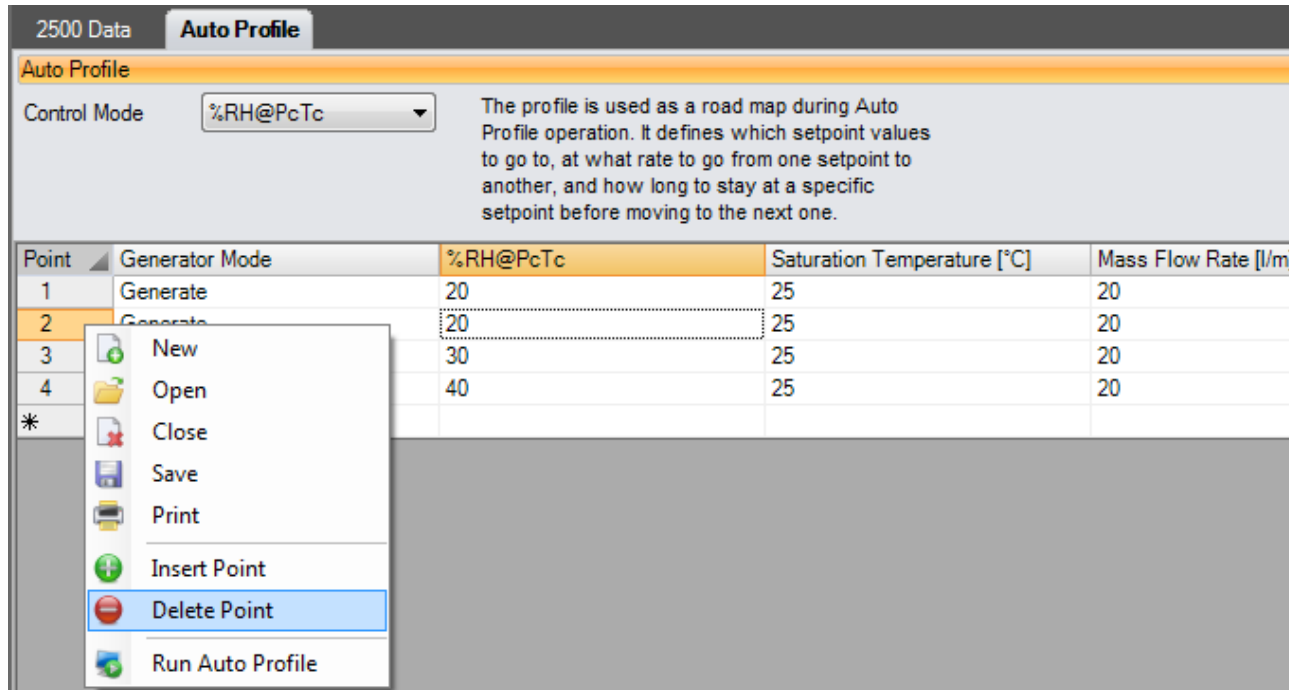 2500 Data Auto Profile
Auto Profile
Control Mode %RH@PcTc
The profile is used as a road map during Auto
Profile operation. It defines which setpoint values
to go to, at what rate to go from one setpoint to
another, and how long to stay at a specific
setpoint before moving to the next one.
Point Generator Mode %RH@PcTc Saturation Temperature [°C] Mass Flow Rate [l/m]
1 Generate 20 25 20
2 Generate 20 25 20
3 30 25 20
4 40 25 20
*
New
Open
Close
Save
Print
Insert Point
Delete Point
Run Auto Profile